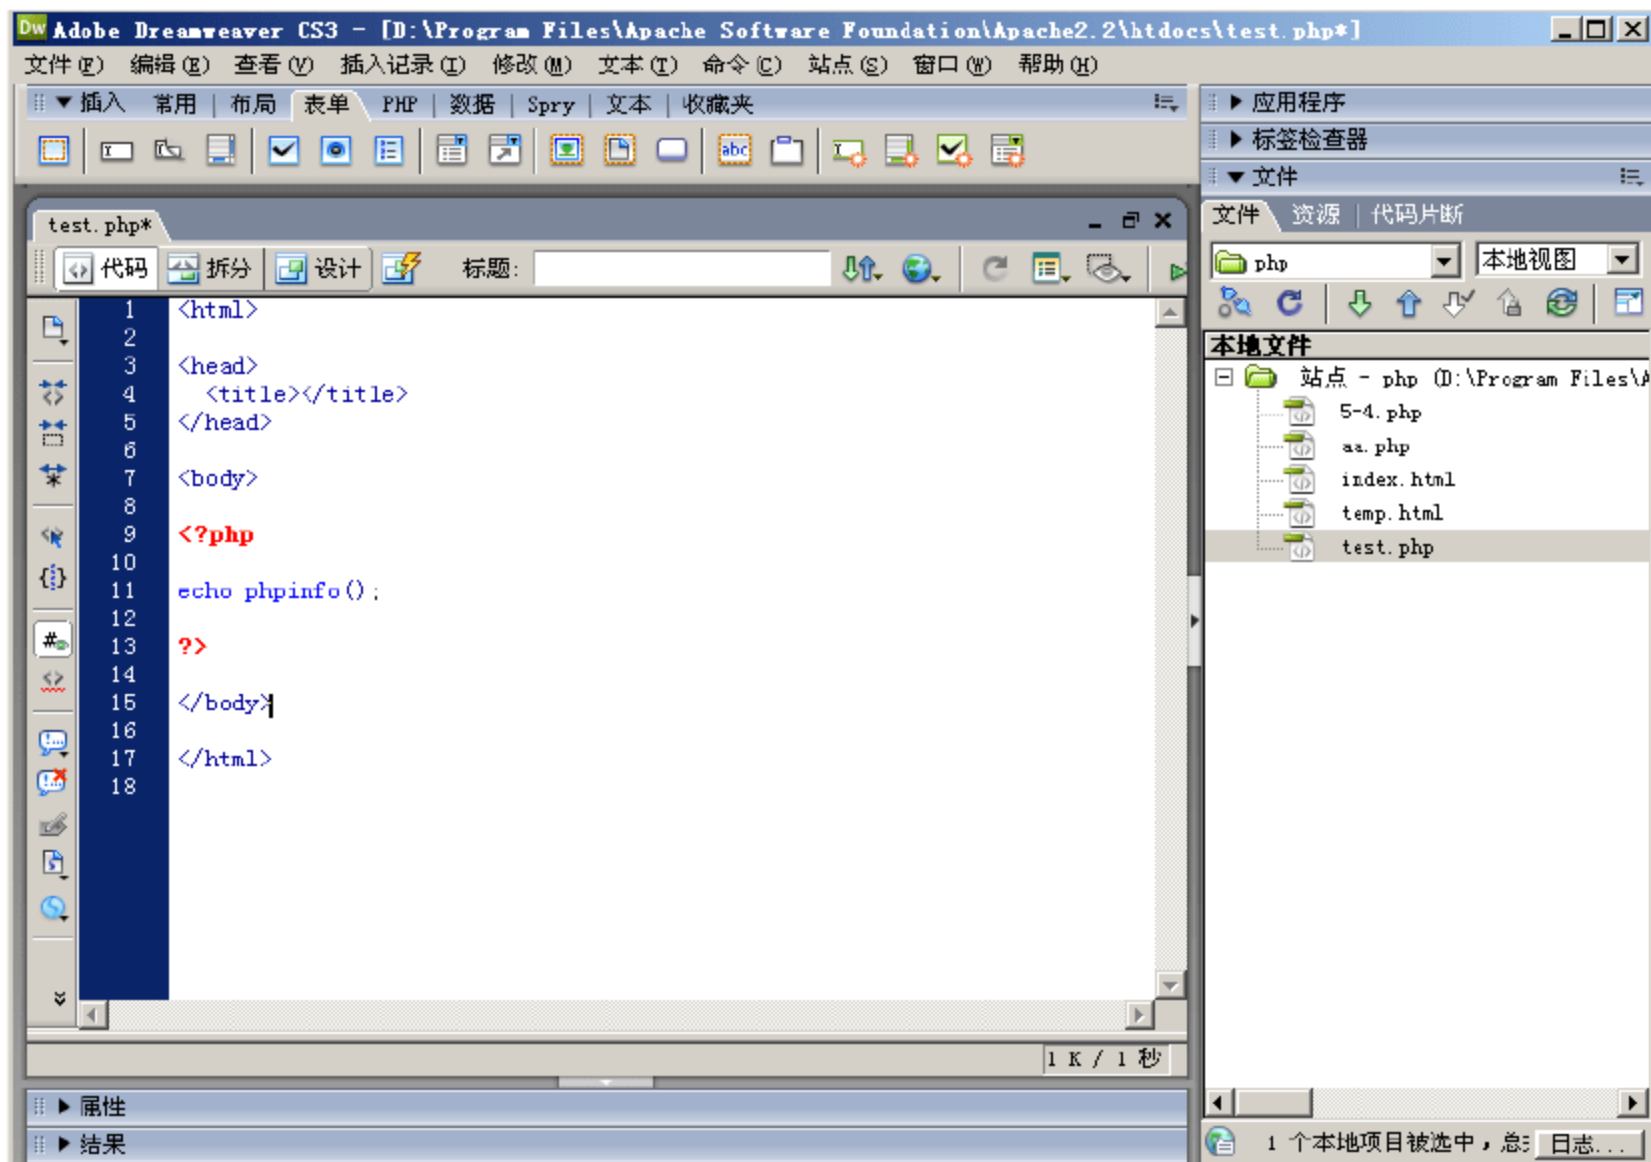 Dw Adobe Dreamweaver CS3 - [D:\Program Files\Apache Software Foundation\Apache2.2\htdocs\test.php*]
文件(F) 编辑(E) 查看(V) 插入记录(I) 修改(M) 文本(T) 命令(C) 站点(S) 窗口(W) 帮助(H)
▼插入 常用 | 布局 表单 PHP | 数据 | Spry | 文本 | 收藏夹
abc
test.php*
代码 拆分 设计 标题:
1 <html>
2
3 <head>
4 <title></title>
5 </head>
6
7 <body>
8
9 <?php
10
11 echo phpinfo();
12
13 ?>
14
15 </body>
16
17 </html>
18
1 K / 1 秒
属性
结果
应用程序
标签检查器
文件
文件 资源 | 代码片断
php 本地视图
本地文件
站点 - php (D:\Program Files\A
5-4.php
aa.php
index.html
temp.html
test.php
1 个本地项目被选中，总 日志...